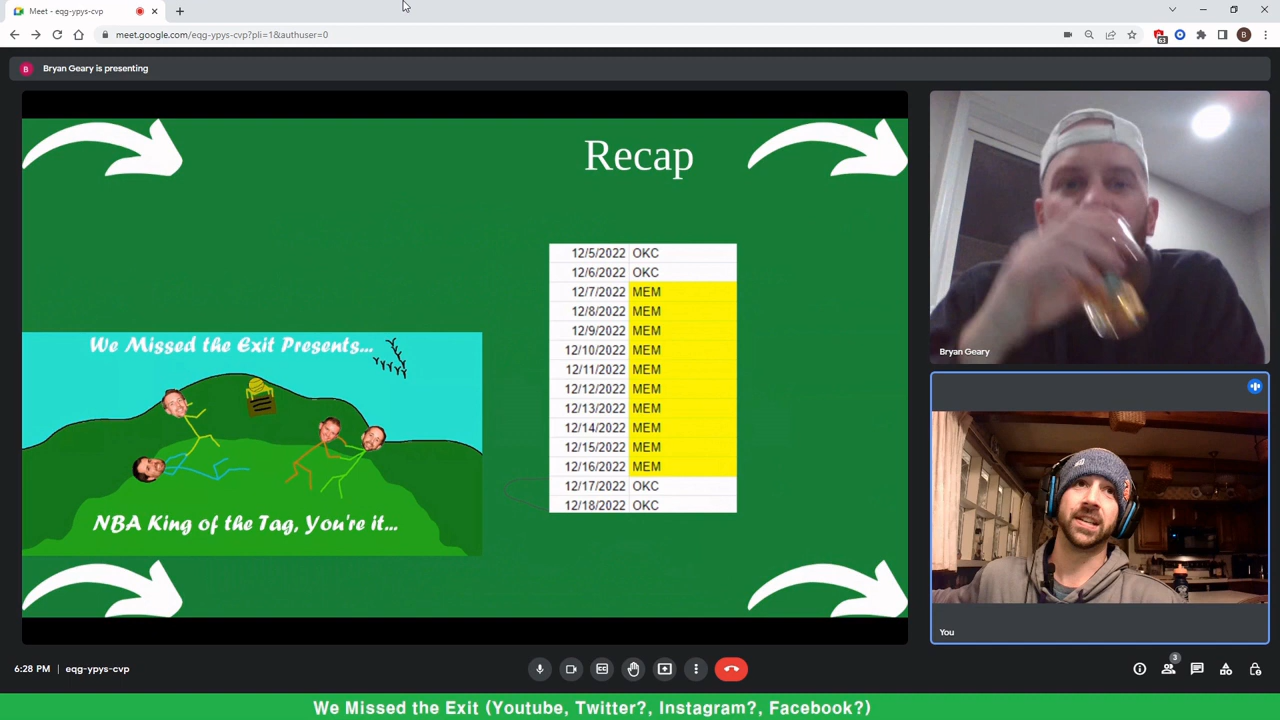 Meet - eqg-ypys-cvp
meet.google.com/eqg-ypys-cvp?pli=1&authuser=0
63
B
B
Bryan Geary is presenting
Recap
12/5/2022 OKC
12/6/2022 OKC
12/7/2022 MEM
12/8/2022 MEM
12/9/2022 MEM
12/10/2022 MEM
12/11/2022 MEM
12/12/2022 MEM
12/13/2022 MEM
12/14/2022 MEM
12/15/2022 MEM
12/16/2022 MEM
12/17/2022 OKC
12/18/2022 OKC
We Missed the Exit Presents...
NBA King of the Tag, You're it...
Bryan Geary
You
6:28 PM | eqg-ypys-cvp
3
We Missed the Exit (Youtube, Twitter?, Instagram?, Facebook?)